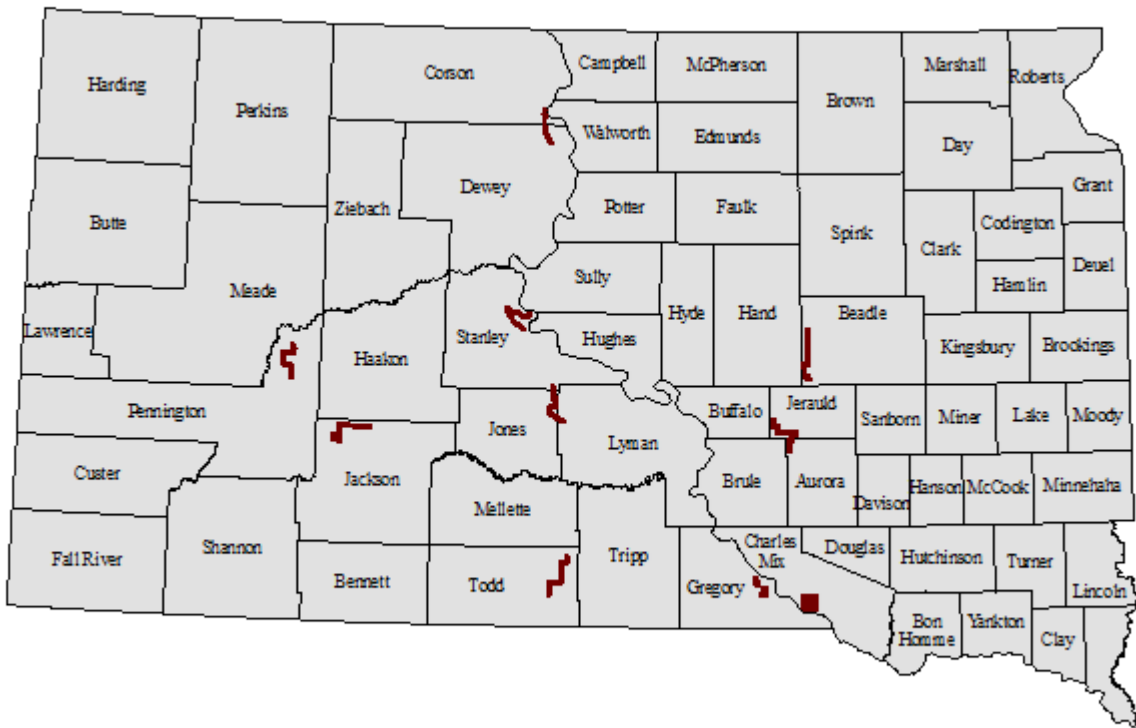 Harding
Perkins
Corson
Campbell
McPherson
Brown
Marshall
Roberts
Walworth
Edmunds
Day
Butte
Ziebach
Dewey
Potter
Faulk
Spink
Grant
Codington
Clark
Deuel
Hamlin
Meade
Sully
Hyde
Hand
Beadle
Lawrence
Haakon
Stanley
Hughes
Kingsbury
Brookings
Pennington
Jones
Lyman
Buffalo
Jerauld
Sanborn
Miner
Lake
Moody
Custer
Jackson
Brule
Aurora
Davison
Hanson
McCook
Minnehaha
Mellette
Fall River
Shannon
Bennett
Todd
Tripp
Gregory
Charles
Mix
Douglas
Hutchinson
Turner
Lincoln
Bon
Homme
Yankton
Clay